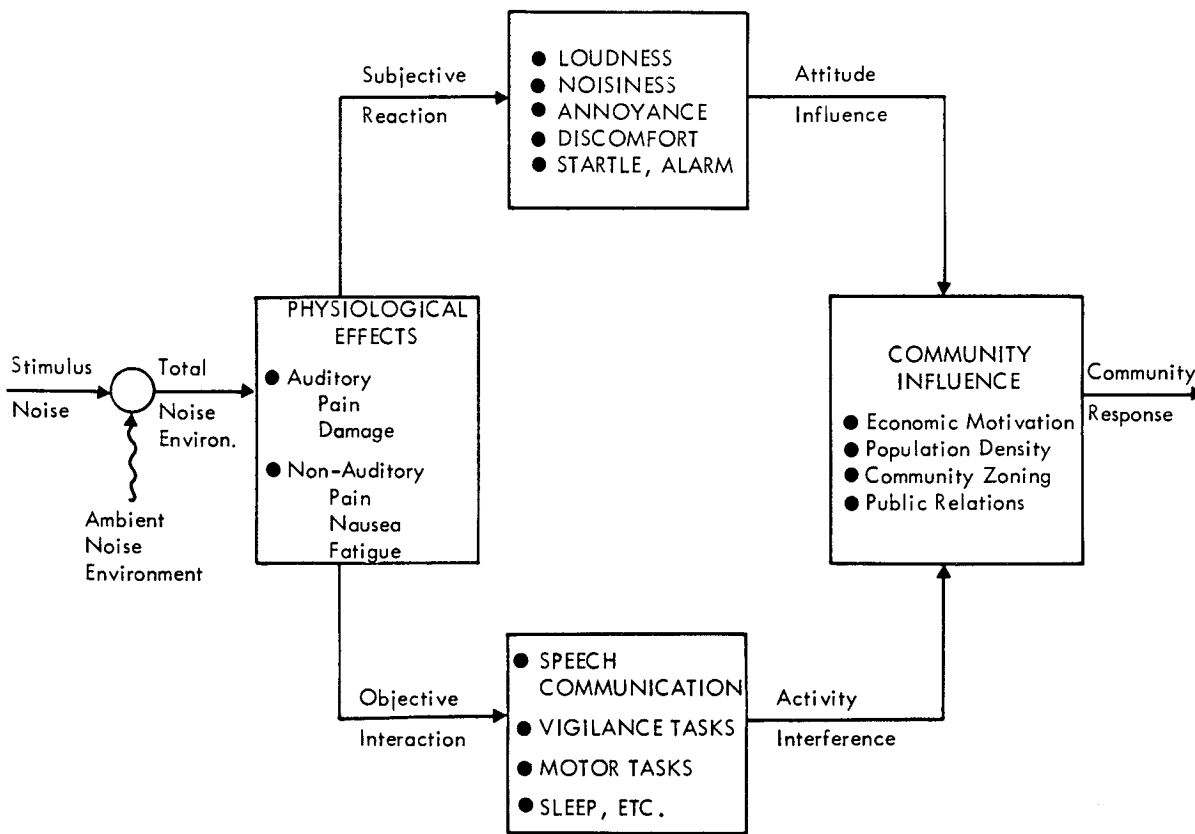 Stimulus
Noise
Ambient
Noise
Environment
Total
Noise
Environ.
PHYSIOLOGICAL
EFFECTS
● Auditory
Pain
Damage
● Non-Auditory
Pain
Nausea
Fatigue
Subjective
Reaction
● LOUDNESS
● NOISINESS
● ANNOYANCE
● DISCOMFORT
● STARTLE, ALARM
Attitude
Influence
Objective
Interaction
● SPEECH
COMMUNICATION
● VIGILANCE TASKS
● MOTOR TASKS
● SLEEP, ETC.
Activity
Interference
COMMUNITY
INFLUENCE
● Economic Motivation
● Population Density
● Community Zoning
● Public Relations
Community
Response